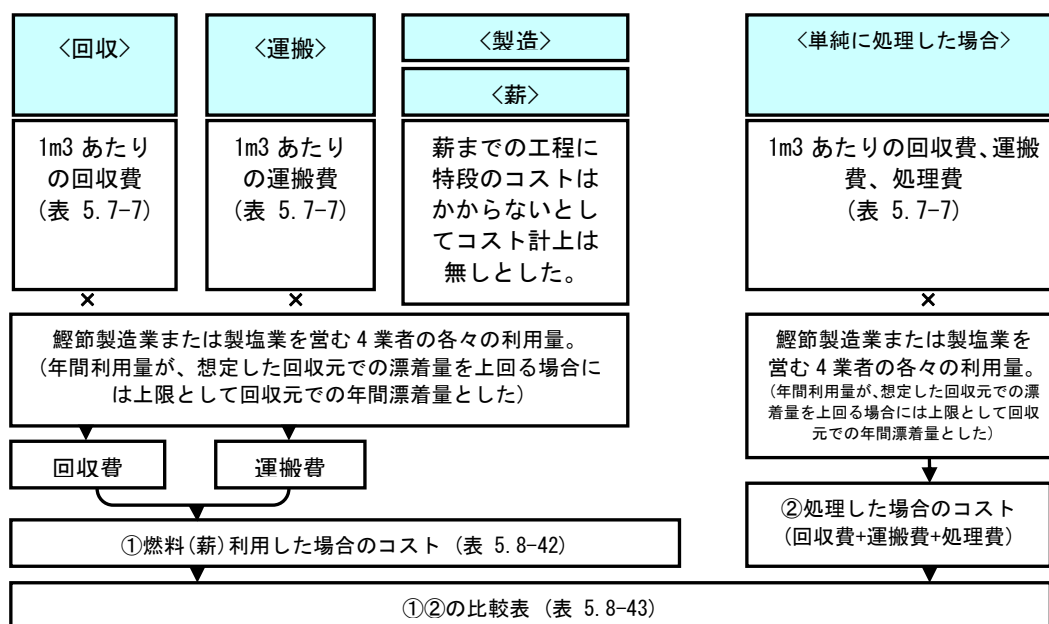 <回収>
<運搬>
<製造>
<薪>
<単純に処理した場合>
1m3 あたり
の回収費
(表 5.7-7)
1m3 あたり
の運搬費
(表 5.7-7)
薪までの工程に
特段のコストは
かからないとし
てコスト計上は
無しとした。
1m3 あたりの回収費、運搬
費、処理費
(表 5.7-7)
×
×
×
鰹節製造業または製塩業を営む 4 業者の各々の利用量。
(年間利用量が、想定した回収元での漂着量を上回る場合に
は上限として回収元での年間漂着量とした)
鰹節製造業または製塩業を
営む 4 業者の各々の利用量。
(年間利用量が、想定した回収元での漂
着量を上回る場合には上限として回収
元での年間漂着量とした)
回収費
運搬費
②処理した場合のコスト
(回収費+運搬費+処理費)
①燃料(薪)利用した場合のコスト (表 5.8-42)
①②の比較表 (表 5.8-43)